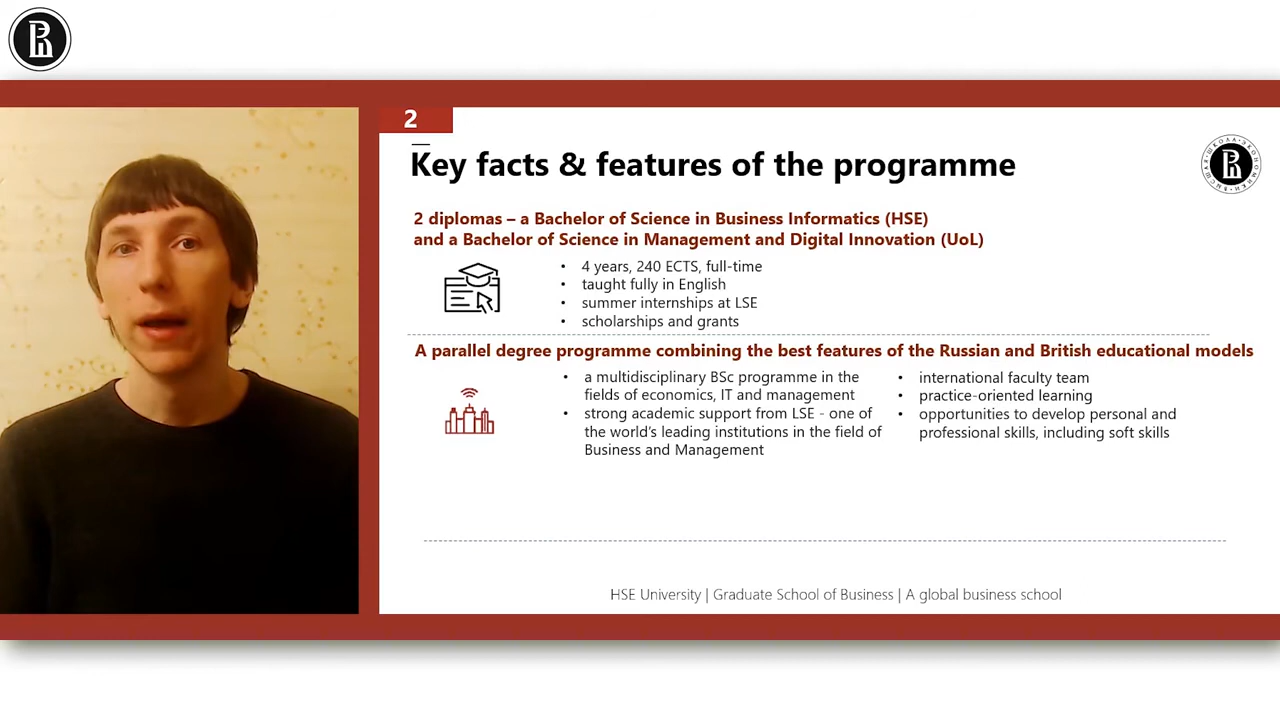 2
Key facts & features of the programme
2 diplomas – a Bachelor of Science in Business Informatics (HSE)
and a Bachelor of Science in Management and Digital Innovation (UoL)
• 4 years, 240 ECTS, full-time
• taught fully in English
• summer internships at LSE
• scholarships and grants
A parallel degree programme combining the best features of the Russian and British educational models
• a multidisciplinary BSc programme in the
fields of economics, IT and management
• strong academic support from LSE - one of
the world's leading institutions in the field of
Business and Management
• international faculty team
• practice-oriented learning
• opportunities to develop personal and
professional skills, including soft skills
ВЫСШАЯ ШКОЛА ЭКОНОМИКИ
HSE University | Graduate School of Business | A global business school